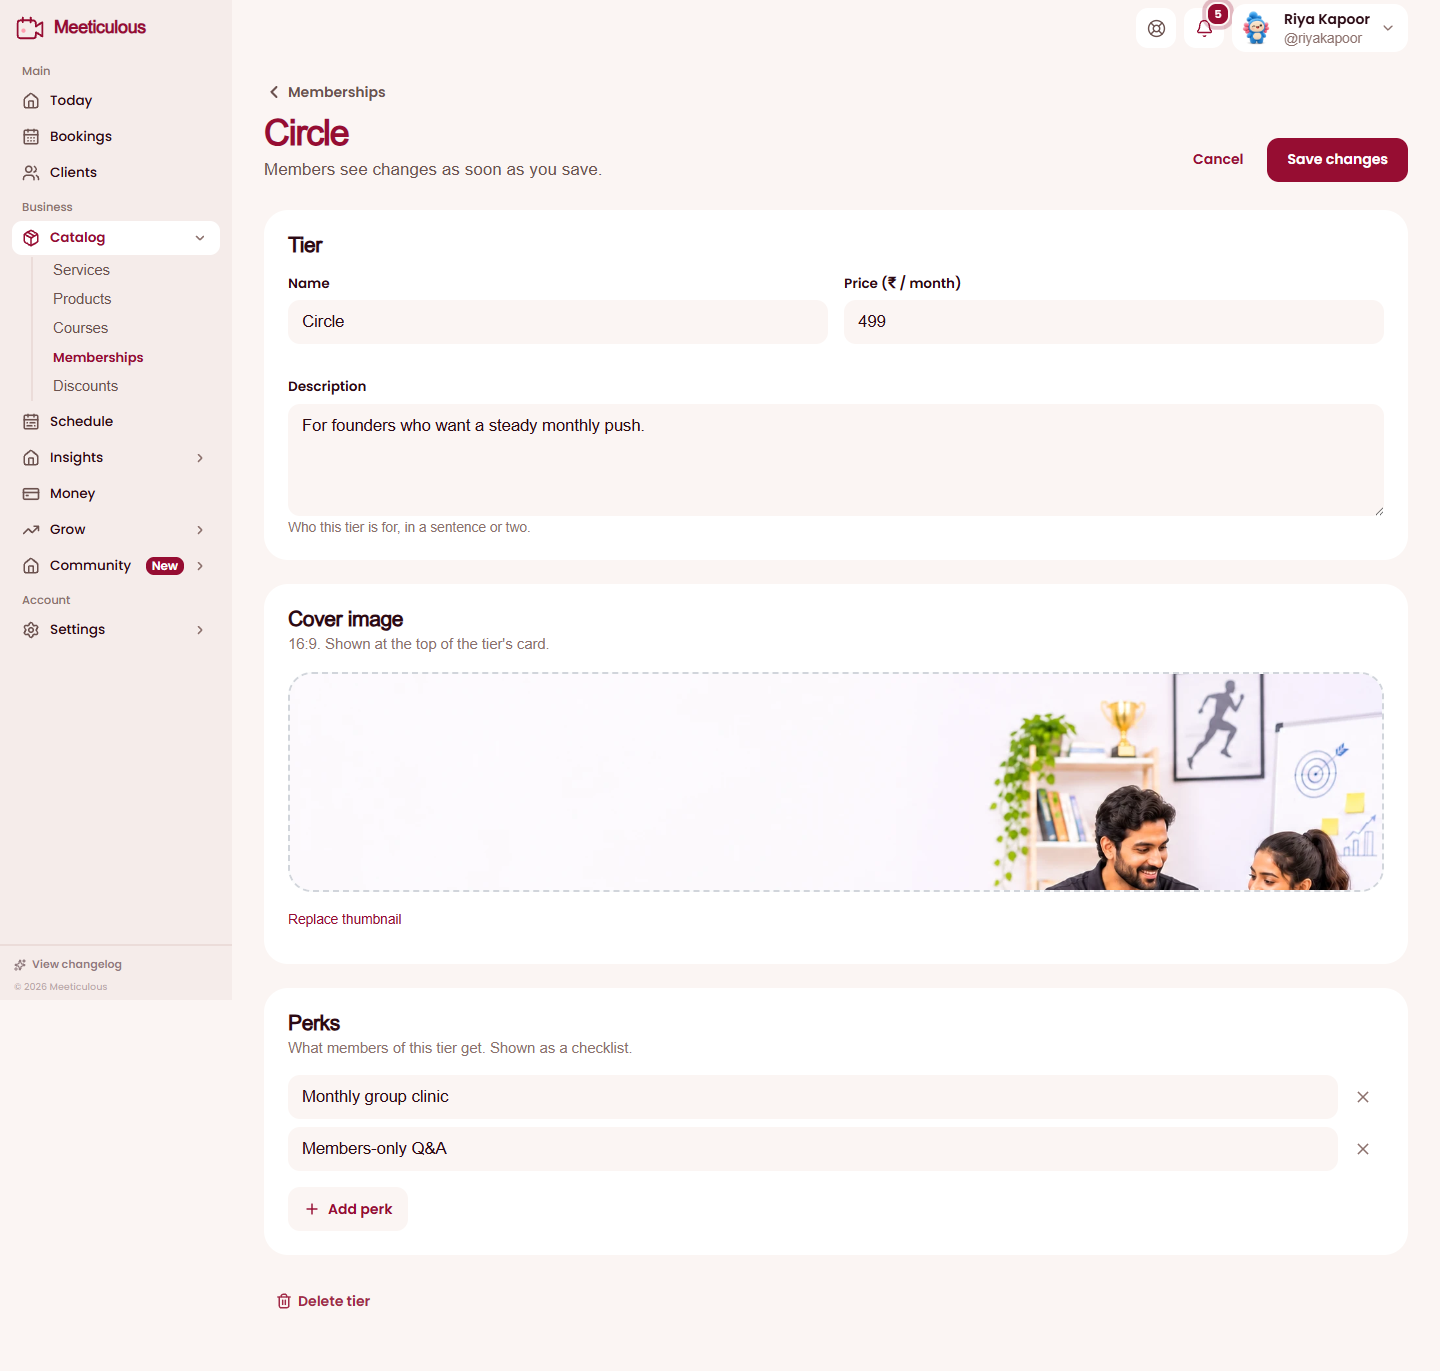 Meeticulous
Main
Today
Bookings
Clients
Business
Catalog
Services
Products
Courses
Memberships
Discounts
Schedule
Insights
Money
Grow
Community New
Account
Settings
View changelog
© 2026 Meeticulous
5
Riya Kapoor
@riyakapoor
Memberships
Circle
Members see changes as soon as you save.
Cancel
Save changes
Tier
Name
Circle
Price (₹ / month)
499
Description
For founders who want a steady monthly push.
Who this tier is for, in a sentence or two.
Cover image
16:9. Shown at the top of the tier's card.
Replace thumbnail
Perks
What members of this tier get. Shown as a checklist.
Monthly group clinic
Members-only Q&A
Add perk
Delete tier